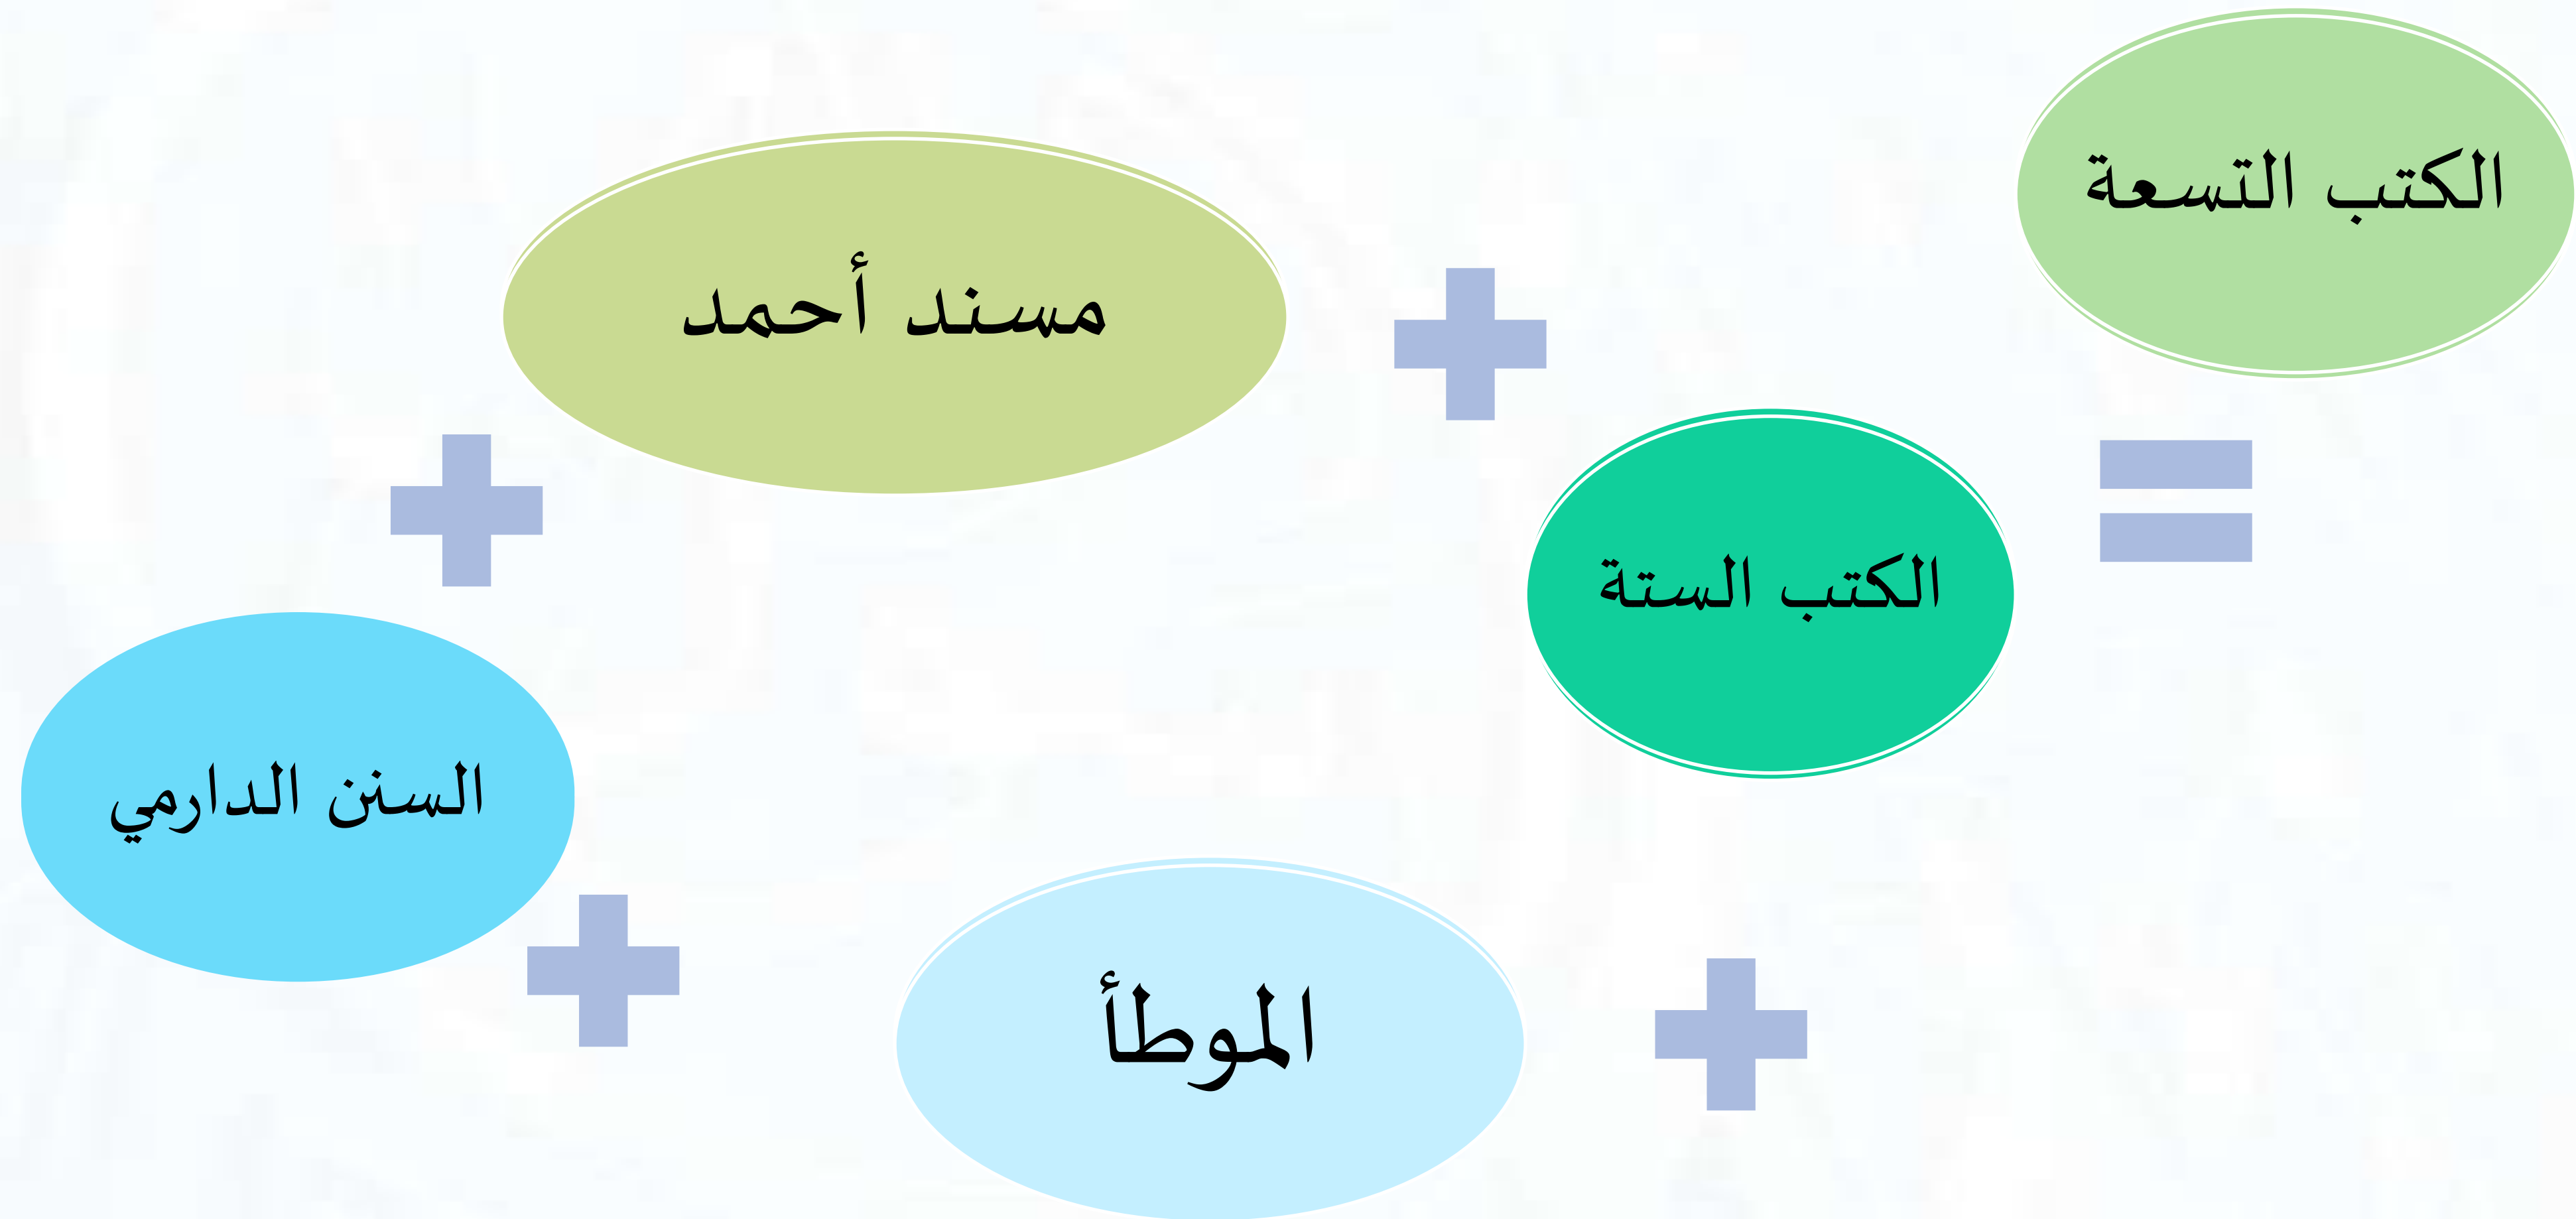 الكتب التسعة
الكتب الستة
مسند أحمد
السنن الدارمي
الموطأ